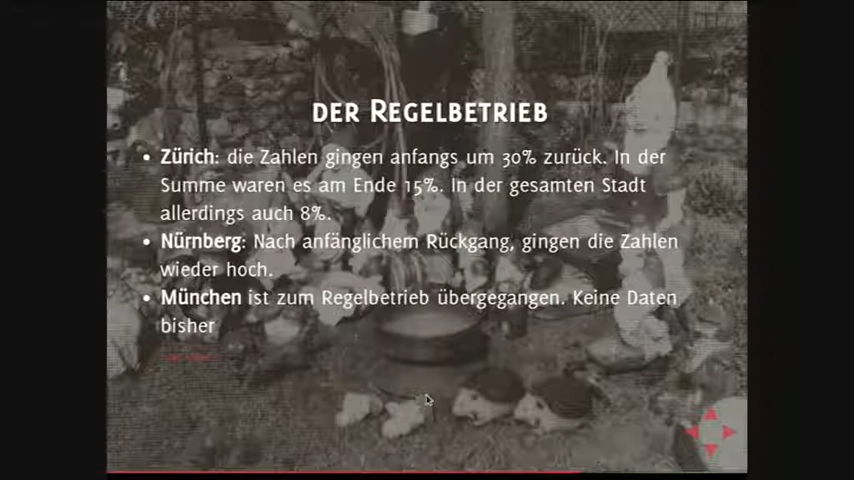 DER REGELBETRIEB
• Zürich: die Zahlen gingen anfangs um 30% zurück. In der
Summe waren es am Ende 15%. In der gesamten Stadt
allerdings auch 8%.
• Nürnberg: Nach anfänglichem Rückgang, gingen die Zahlen
wieder hoch.
• München ist zum Regelbetrieb übergegangen. Keine Daten
bisher